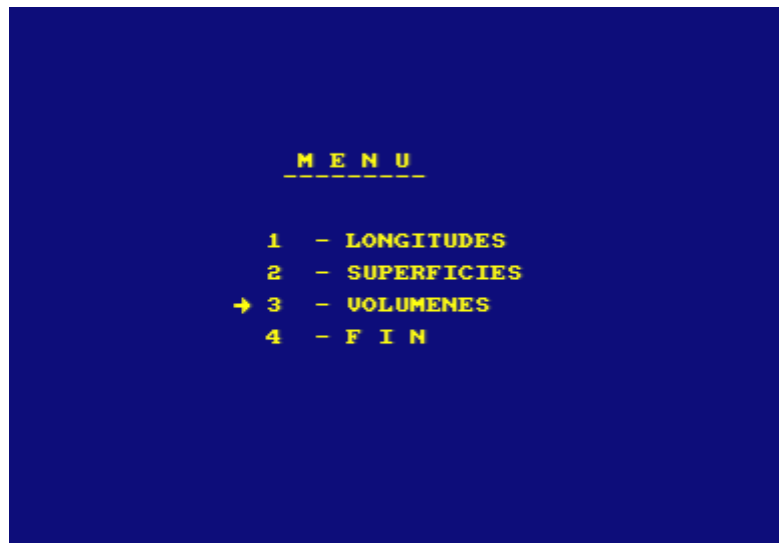 M E N U
---------
1 - LONGITUDES
2 - SUPERFICIES
→ 3 - VOLUMENES
4 - F I N